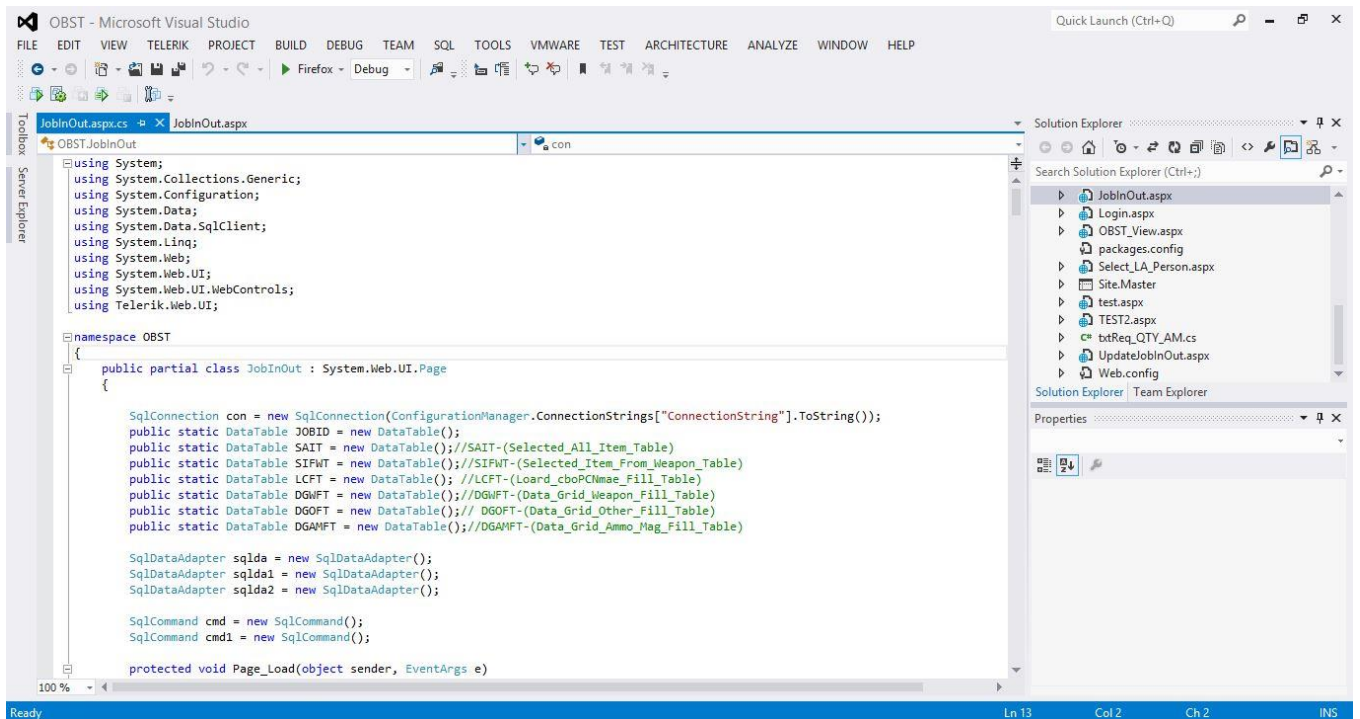 OBST - Microsoft Visual Studio
Quick Launch (Ctrl+Q)
FILE EDIT VIEW TELERIK PROJECT BUILD DEBUG TEAM SQL TOOLS VMWARE TEST ARCHITECTURE ANALYZE WINDOW HELP
Firefox Debug
Toolbox
Server Explorer
JobInOut.aspx.cs JobInOut.aspx
OBST.JobInOut con
using System;
using System.Collections.Generic;
using System.Configuration;
using System.Data;
using System.Data.SqlClient;
using System.Linq;
using System.Web;
using System.Web.UI;
using System.Web.UI.WebControls;
using Telerik.Web.UI;
namespace OBST
{
public partial class JobInOut : System.Web.UI.Page
{
SqlConnection con = new SqlConnection(ConfigurationManager.ConnectionStrings["ConnectionString"].ToString());
public static DataTable JOBID = new DataTable();
public static DataTable SAIT = new DataTable();//SAIT-(Selected_All_Item_Table)
public static DataTable SIFWT = new DataTable();//SIFWT-(Selected_Item_From_Weapon_Table)
public static DataTable LCFT = new DataTable(); //LCFT-(Loard_cboPCNmae_Fill_Table)
public static DataTable DGWFT = new DataTable();//DGWFT-(Data_Grid_Weapon_Fill_Table)
public static DataTable DGOFT = new DataTable();// DGOFT-(Data_Grid_Other_Fill_Table)
public static DataTable DGAMFT = new DataTable();//DGAMFT-(Data_Grid_Ammo_Mag_Fill_Table)
SqlDataAdapter sqlda = new SqlDataAdapter();
SqlDataAdapter sqlda1 = new SqlDataAdapter();
SqlDataAdapter sqlda2 = new SqlDataAdapter();
SqlCommand cmd = new SqlCommand();
SqlCommand cmd1 = new SqlCommand();
protected void Page_Load(object sender, EventArgs e)
100 %
Solution Explorer
Search Solution Explorer (Ctrl+;)
JobInOut.aspx
Login.aspx
OBST_View.aspx
packages.config
Select_LA_Person.aspx
Site.Master
test.aspx
TEST2.aspx
C# txtReq_QTY_AM.cs
UpdateJobInOut.aspx
Web.config
Solution Explorer Team Explorer
Properties
Ready Ln 13 Col 2 Ch 2 INS